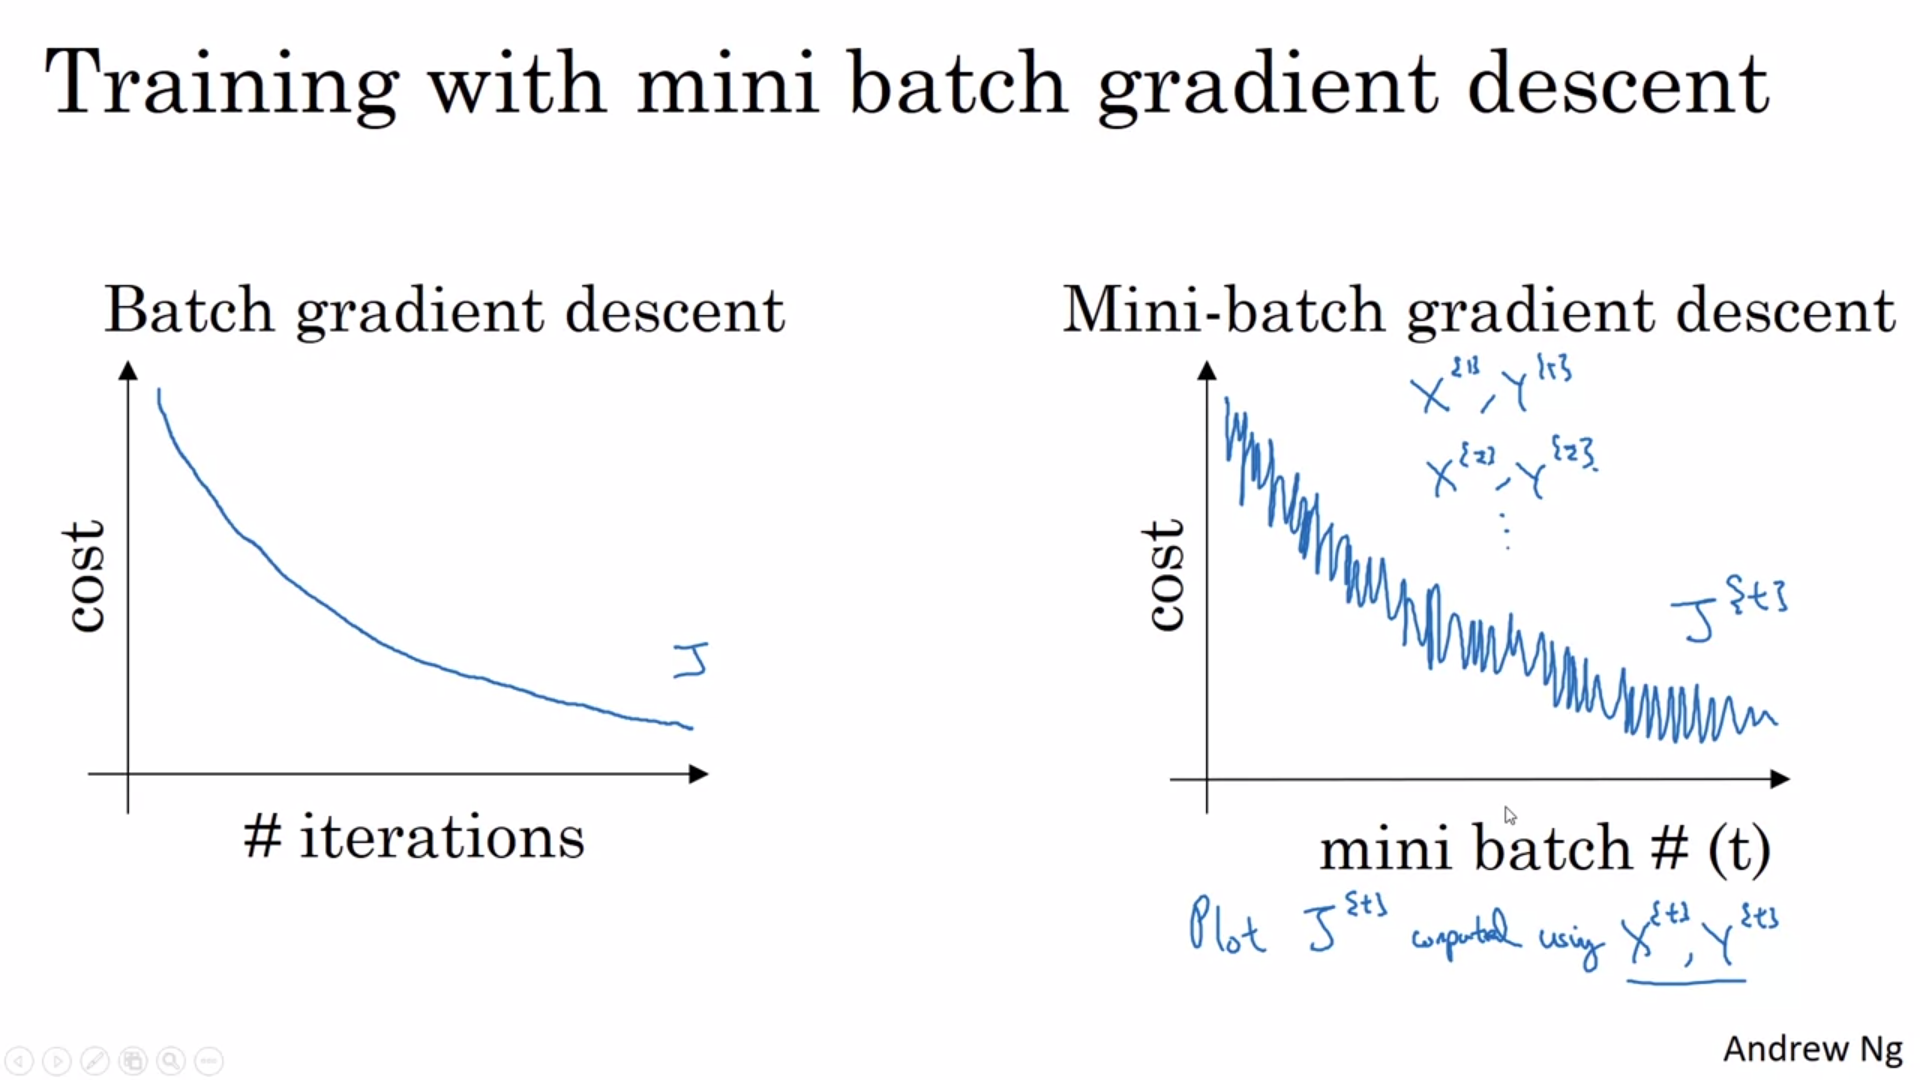 Training with mini batch gradient descent
Batch gradient descent
cost
J
# iterations
Mini-batch gradient descent
X^{1}, Y^{1}
X^{2}, Y^{2}
⋮
cost
J^{t}
mini batch # (t)
Plot J^{t} computed using X^{t}, Y^{t}
Andrew Ng